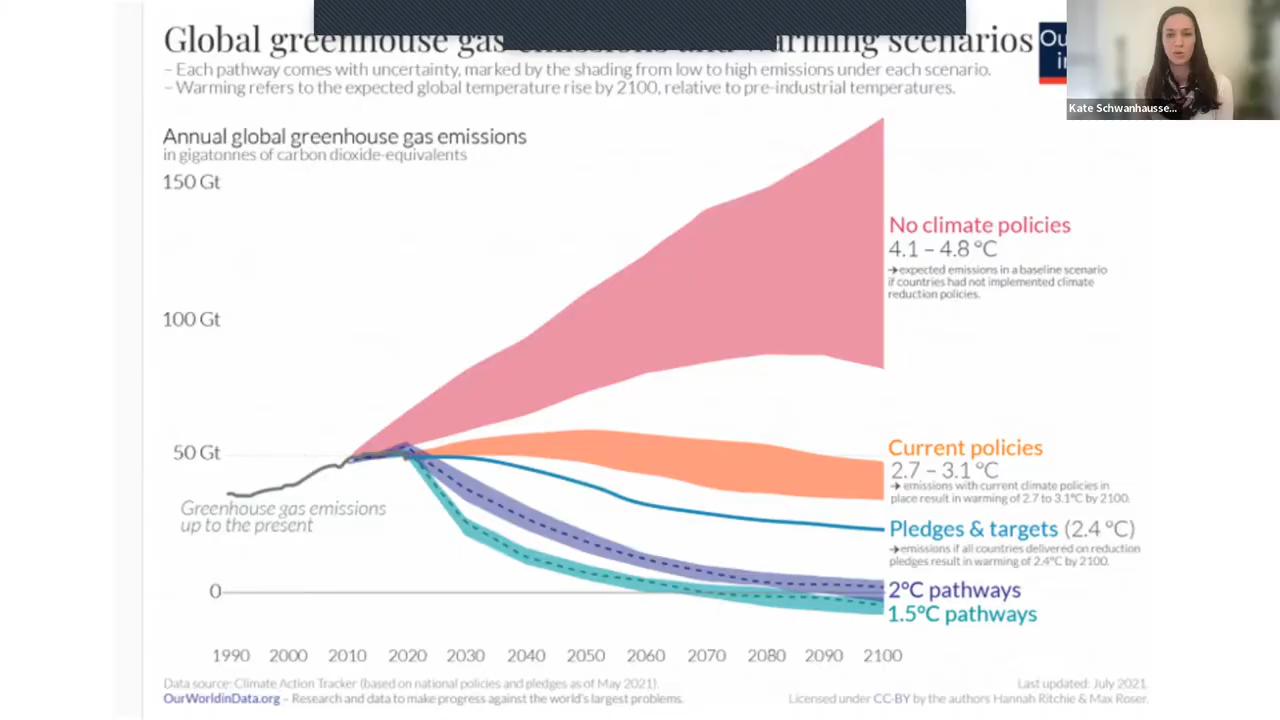 Global greenhouse gas emissions and warming scenarios
– Each pathway comes with uncertainty, marked by the shading from low to high emissions under each scenario.
– Warming refers to the expected global temperature rise by 2100, relative to pre-industrial temperatures.
Ou
in
Kate Schwanhausse...
Annual global greenhouse gas emissions
in gigatonnes of carbon dioxide-equivalents
150 Gt
100 Gt
50 Gt
0
Greenhouse gas emissions
up to the present
No climate policies
4.1 – 4.8 °C
→expected emissions in a baseline scenario
if countries had not implemented climate
reduction policies.
Current policies
2.7 – 3.1 °C
→ emissions with current climate policies in
place result in warming of 2.7 to 3.1°C by 2100.
Pledges & targets (2.4 °C)
→emissions if all countries delivered on reduction
pledges result in warming of 2.4°C by 2100.
2°C pathways
1.5°C pathways
1990 2000 2010 2020 2030 2040 2050 2060 2070 2080 2090 2100
Data source: Climate Action Tracker (based on national policies and pledges as of May 2021).
OurWorldinData.org – Research and data to make progress against the world's largest problems.
Last updated: July 2021.
Licensed under CC-BY by the authors Hannah Ritchie & Max Roser.